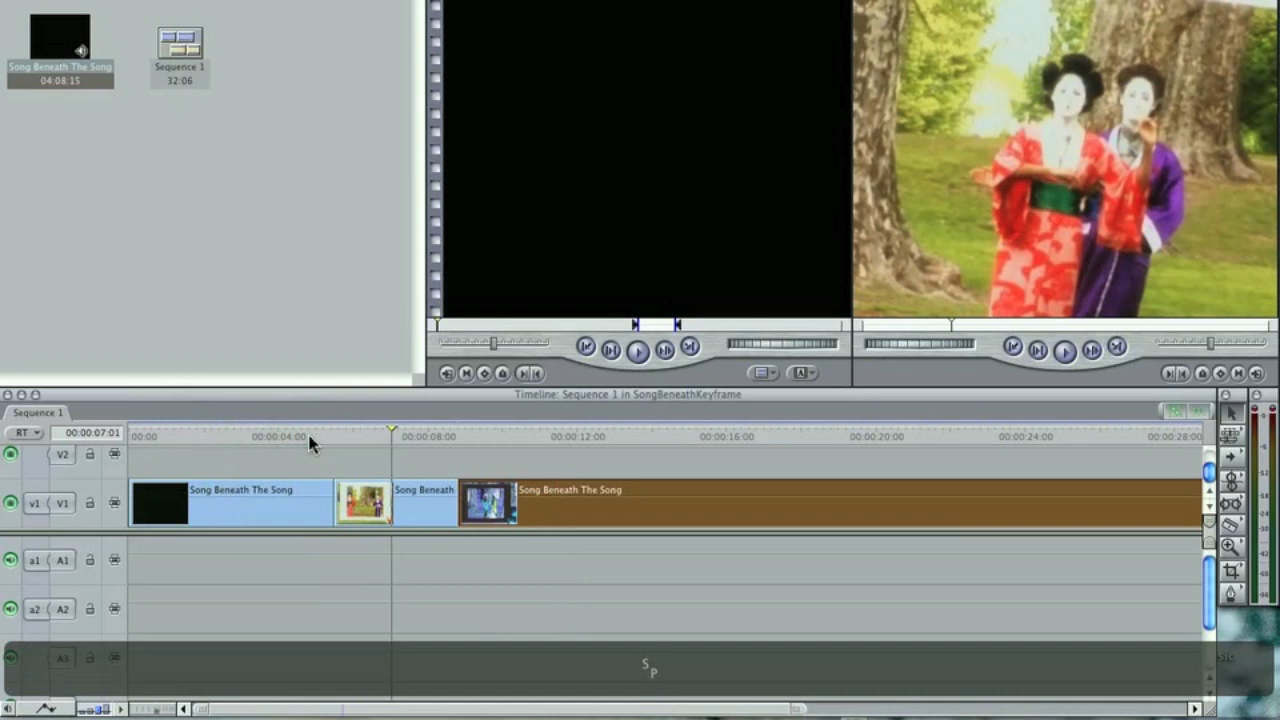 Song Beneath The Song
04:08:15
Sequence 1
32:06
Timeline: Sequence 1 in SongBeneathKeyframe
Sequence 1
RT
00:00:07:01
:00:00
00:00:04:00
00:00:08:00
00:00:12:00
00:00:16:00
00:00:20:00
00:00:24:00
00:00:28:00
V2
v1 V1
Song Beneath The Song
Song Beneath
Song Beneath The Song
a1 A1
a2 A2
A3
S
P